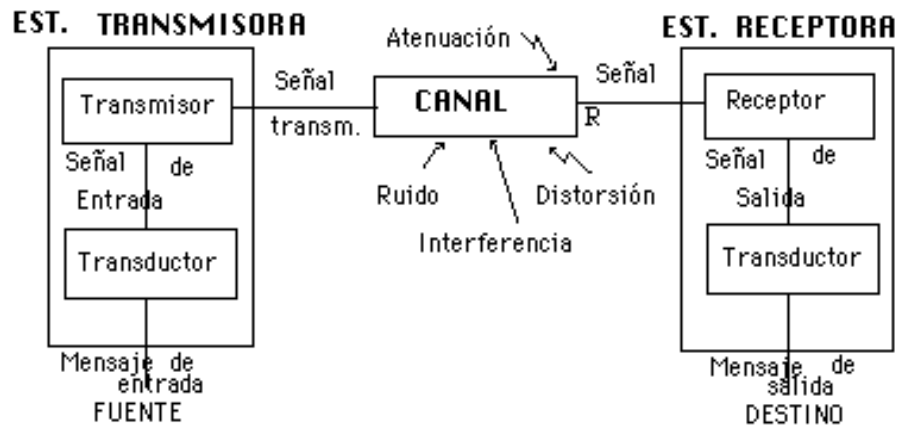 EST. TRANSMISORA
Transmisor
Señal de
Entrada
Transductor
Mensaje de
entrada
FUENTE
Señal
transm.
Atenuación
CANAL
Ruido
Interferencia
Distorsión
Señal
R
EST. RECEPTORA
Receptor
Señal de
Salida
Transductor
Mensaje de
salida
DESTINO